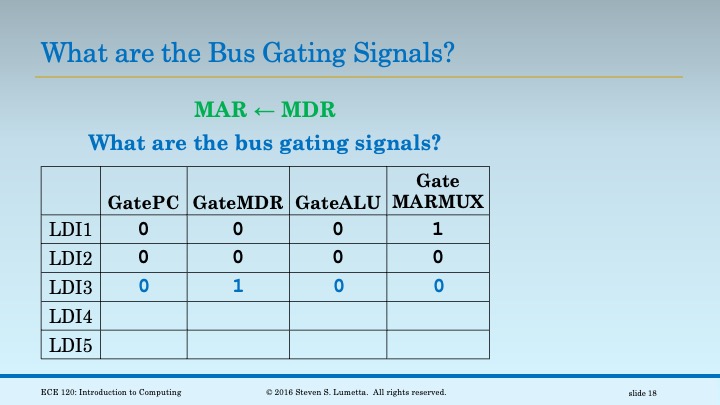 What are the Bus Gating Signals?
MAR ← MDR
What are the bus gating signals?
GatePC GateMDR GateALU Gate MARMUX
LDI1 0 0 0 1
LDI2 0 0 0 0
LDI3 0 1 0 0
LDI4
LDI5
ECE 120: Introduction to Computing © 2016 Steven S. Lumetta. All rights reserved. slide 18